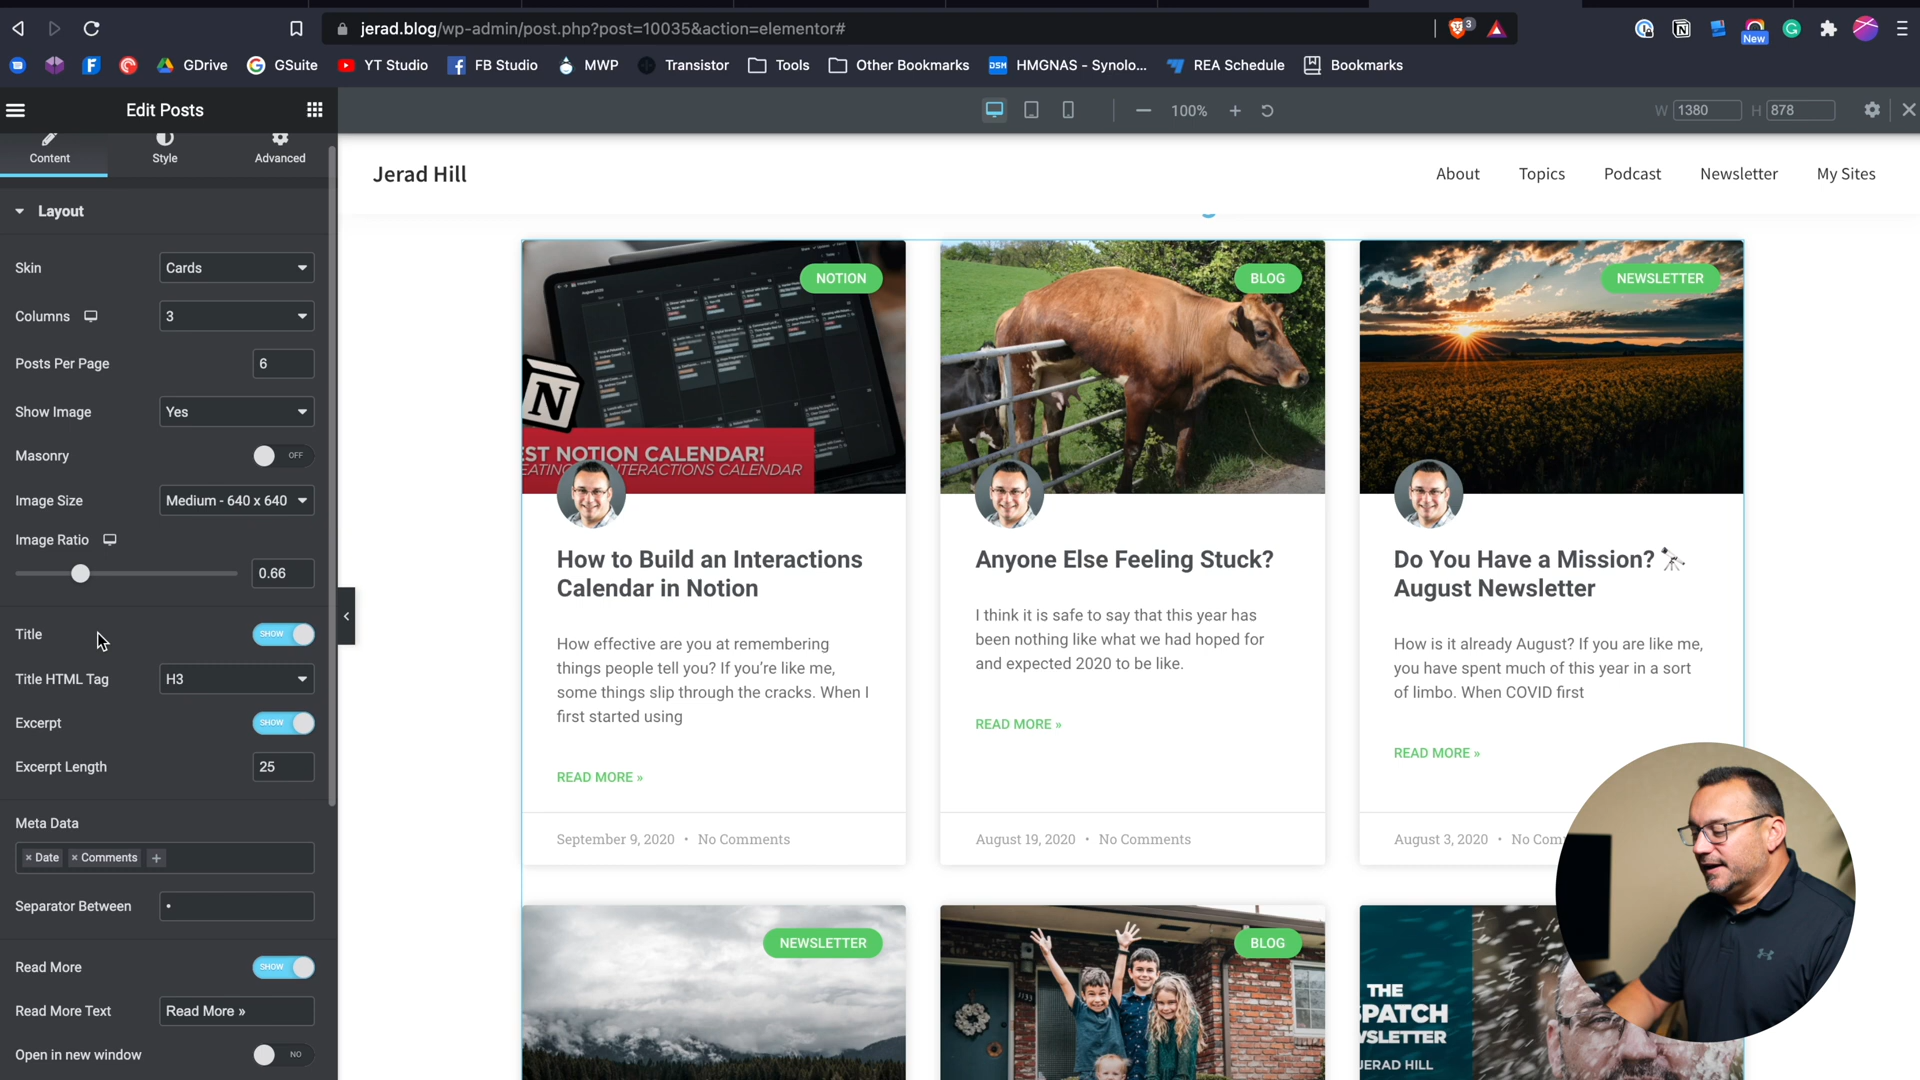 jerad.blog/wp-admin/post.php?post=10035&action=elementor#
3
New
GDrive
GSuite
YT Studio
FB Studio
MWP
Transistor
Tools
Other Bookmarks
DSM
HMGNAS - Synolo...
REA Schedule
Bookmarks
Edit Posts
100%
W 1380 H 878
Content Style Advanced
Jerad Hill
About Topics Podcast Newsletter My Sites
Layout
Skin Cards
Columns 3
Posts Per Page 6
Show Image Yes
Masonry OFF
Image Size Medium - 640 x 640
Image Ratio
0.66
Title SHOW
Title HTML Tag H3
Excerpt SHOW
Excerpt Length 25
Meta Data
× Date × Comments +
Separator Between •
Read More SHOW
Read More Text Read More »
Open in new window NO
NOTION
N
EST NOTION CALENDAR!
EATING INTERACTIONS CALENDAR
How to Build an Interactions
Calendar in Notion
How effective are you at remembering
things people tell you? If you’re like me,
some things slip through the cracks. When I
first started using
READ MORE »
September 9, 2020 • No Comments
BLOG
Anyone Else Feeling Stuck?
I think it is safe to say that this year has
been nothing like what we had hoped for
and expected 2020 to be like.
READ MORE »
August 19, 2020 • No Comments
NEWSLETTER
Do You Have a Mission? 🔭
August Newsletter
How is it already August? If you are like me,
you have spent much of this year in a sort
of limbo. When COVID first
READ MORE »
August 3, 2020 • No Com
NEWSLETTER
BLOG
1133
THE
PATCH
WSLETTER
JERAD HILL